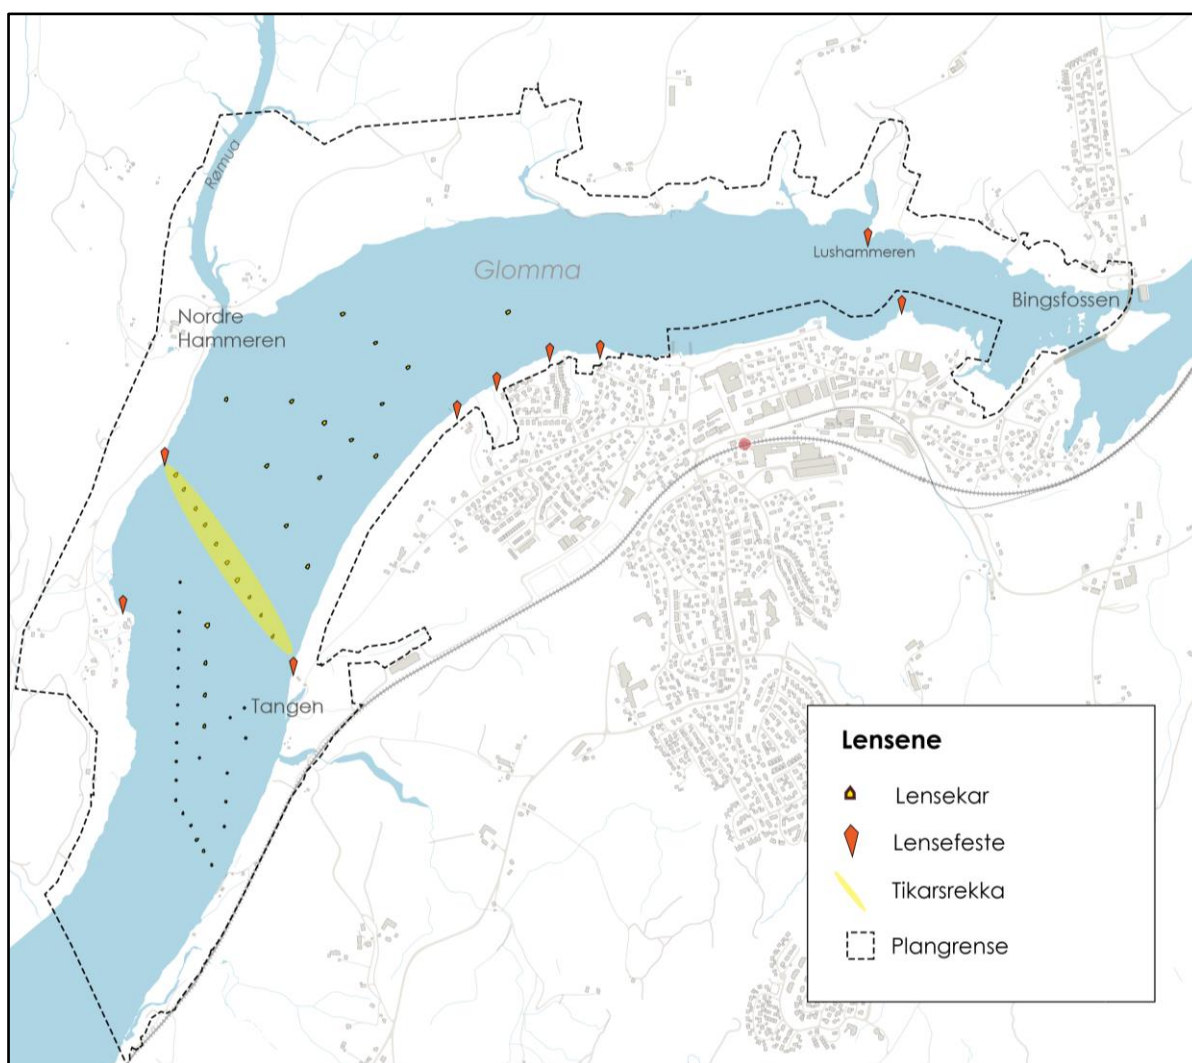 Rømua
Lushammeren
Glomma
Bingsfossen
Nordre
Hammeren
Tangen
Lensene
Lensekar
Lensefeste
Tikarsrekka
Plangrense